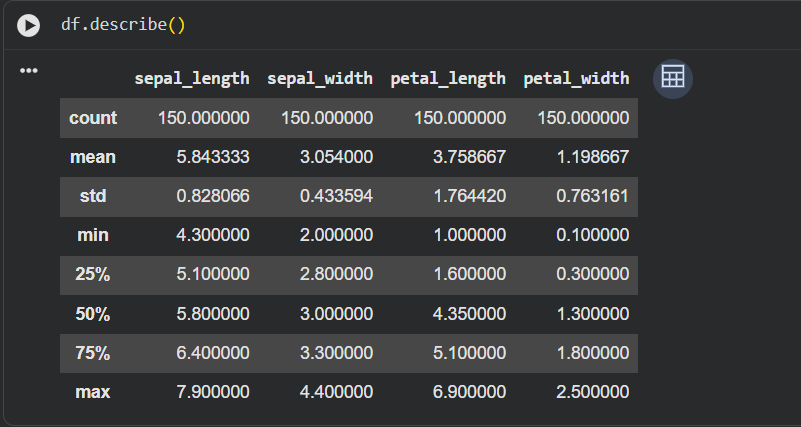 df.describe()
sepal_length sepal_width petal_length petal_width
count 150.000000 150.000000 150.000000 150.000000
mean 5.843333 3.054000 3.758667 1.198667
std 0.828066 0.433594 1.764420 0.763161
min 4.300000 2.000000 1.000000 0.100000
25% 5.100000 2.800000 1.600000 0.300000
50% 5.800000 3.000000 4.350000 1.300000
75% 6.400000 3.300000 5.100000 1.800000
max 7.900000 4.400000 6.900000 2.500000